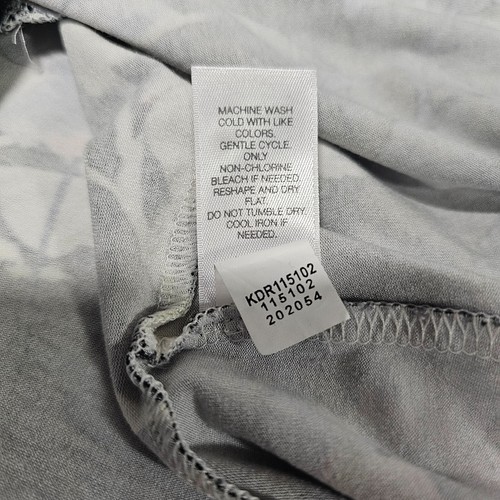 MACHINE WASH
COLD WITH LIKE
COLORS.
GENTLE CYCLE.
ONLY
NON-CHLORINE
BLEACH IF NEEDED.
RESHAPE AND DRY
FLAT.
DO NOT TUMBLE DRY.
COOL IRON IF
NEEDED.
KDR115102
115102
202054